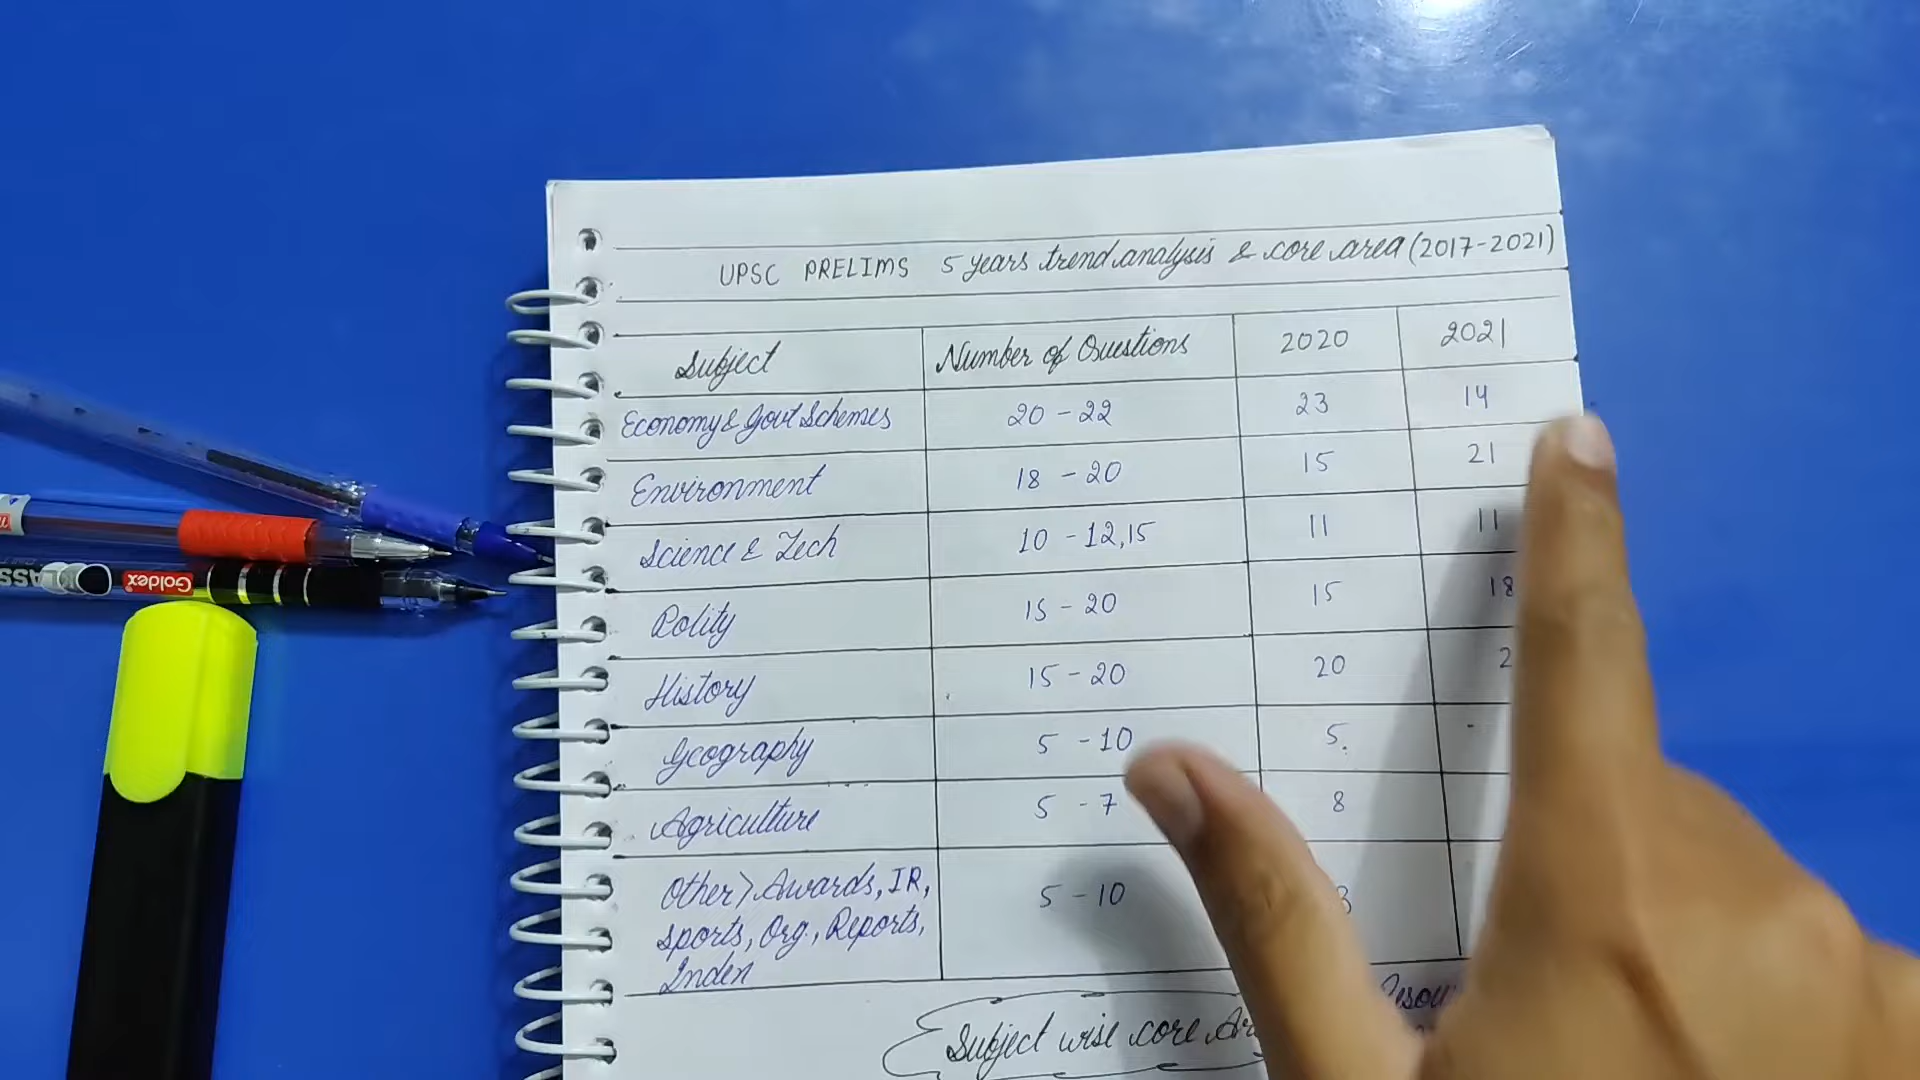 UPSC PRELIMS 5 years trend analysis & core area (2017-2021)
Subject Number of Questions 2020 2021
Economy & Govt Schemes 20 - 22 23 14
Environment 18 - 20 15 21
Science & Tech 10 - 12,15 11 11
Polity 15 - 20 15 18
History 15 - 20 20 2
Geography 5 - 10 5.
Agriculture 5 - 7 8
Other > Awards, IR, 5 - 10 3
sports, Org., Reports,
Index
Subject wise core
Goldex